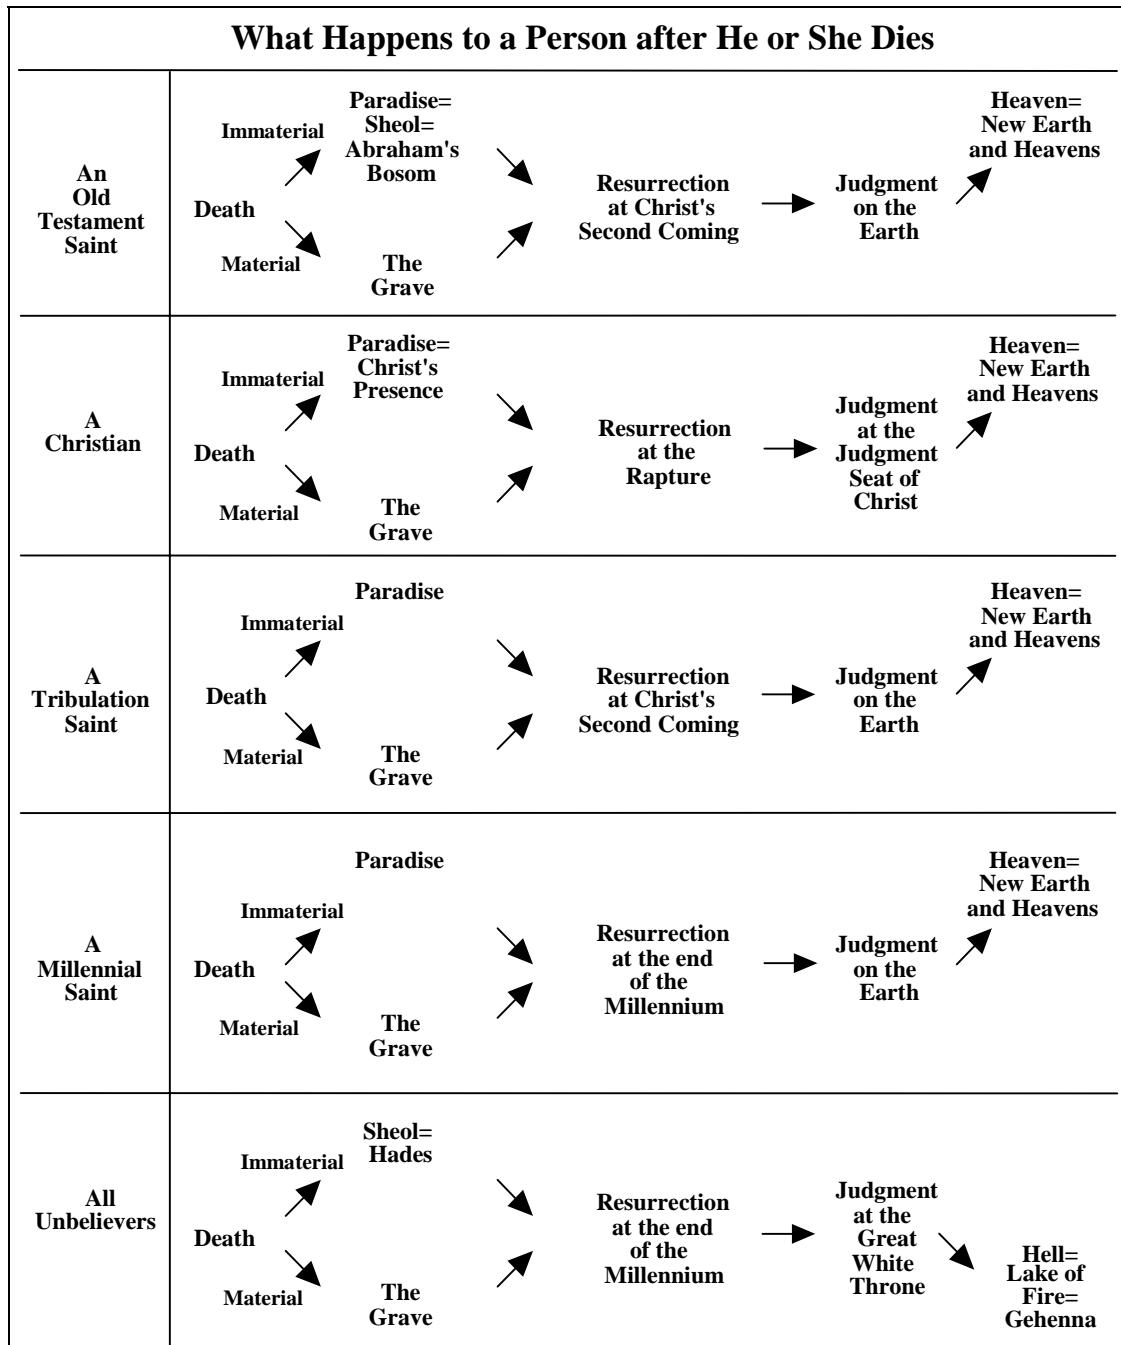 What Happens to a Person after He or She Dies
An
Old
Testament
Saint
Death
Immaterial
Material
Paradise=
Sheol=
Abraham's
Bosom
The
Grave
Resurrection
at Christ's
Second Coming
Judgment
on the
Earth
Heaven=
New Earth
and Heavens
A
Christian
Death
Immaterial
Material
Paradise=
Christ's
Presence
The
Grave
Resurrection
at the
Rapture
Judgment
at the
Judgment
Seat of
Christ
Heaven=
New Earth
and Heavens
A
Tribulation
Saint
Death
Immaterial
Material
Paradise
The
Grave
Resurrection
at Christ's
Second Coming
Judgment
on the
Earth
Heaven=
New Earth
and Heavens
A
Millennial
Saint
Death
Immaterial
Material
Paradise
The
Grave
Resurrection
at the end
of the
Millennium
Judgment
on the
Earth
Heaven=
New Earth
and Heavens
All
Unbelievers
Death
Immaterial
Material
Sheol=
Hades
The
Grave
Resurrection
at the end
of the
Millennium
Judgment
at the
Great
White
Throne
Hell=
Lake of
Fire=
Gehenna